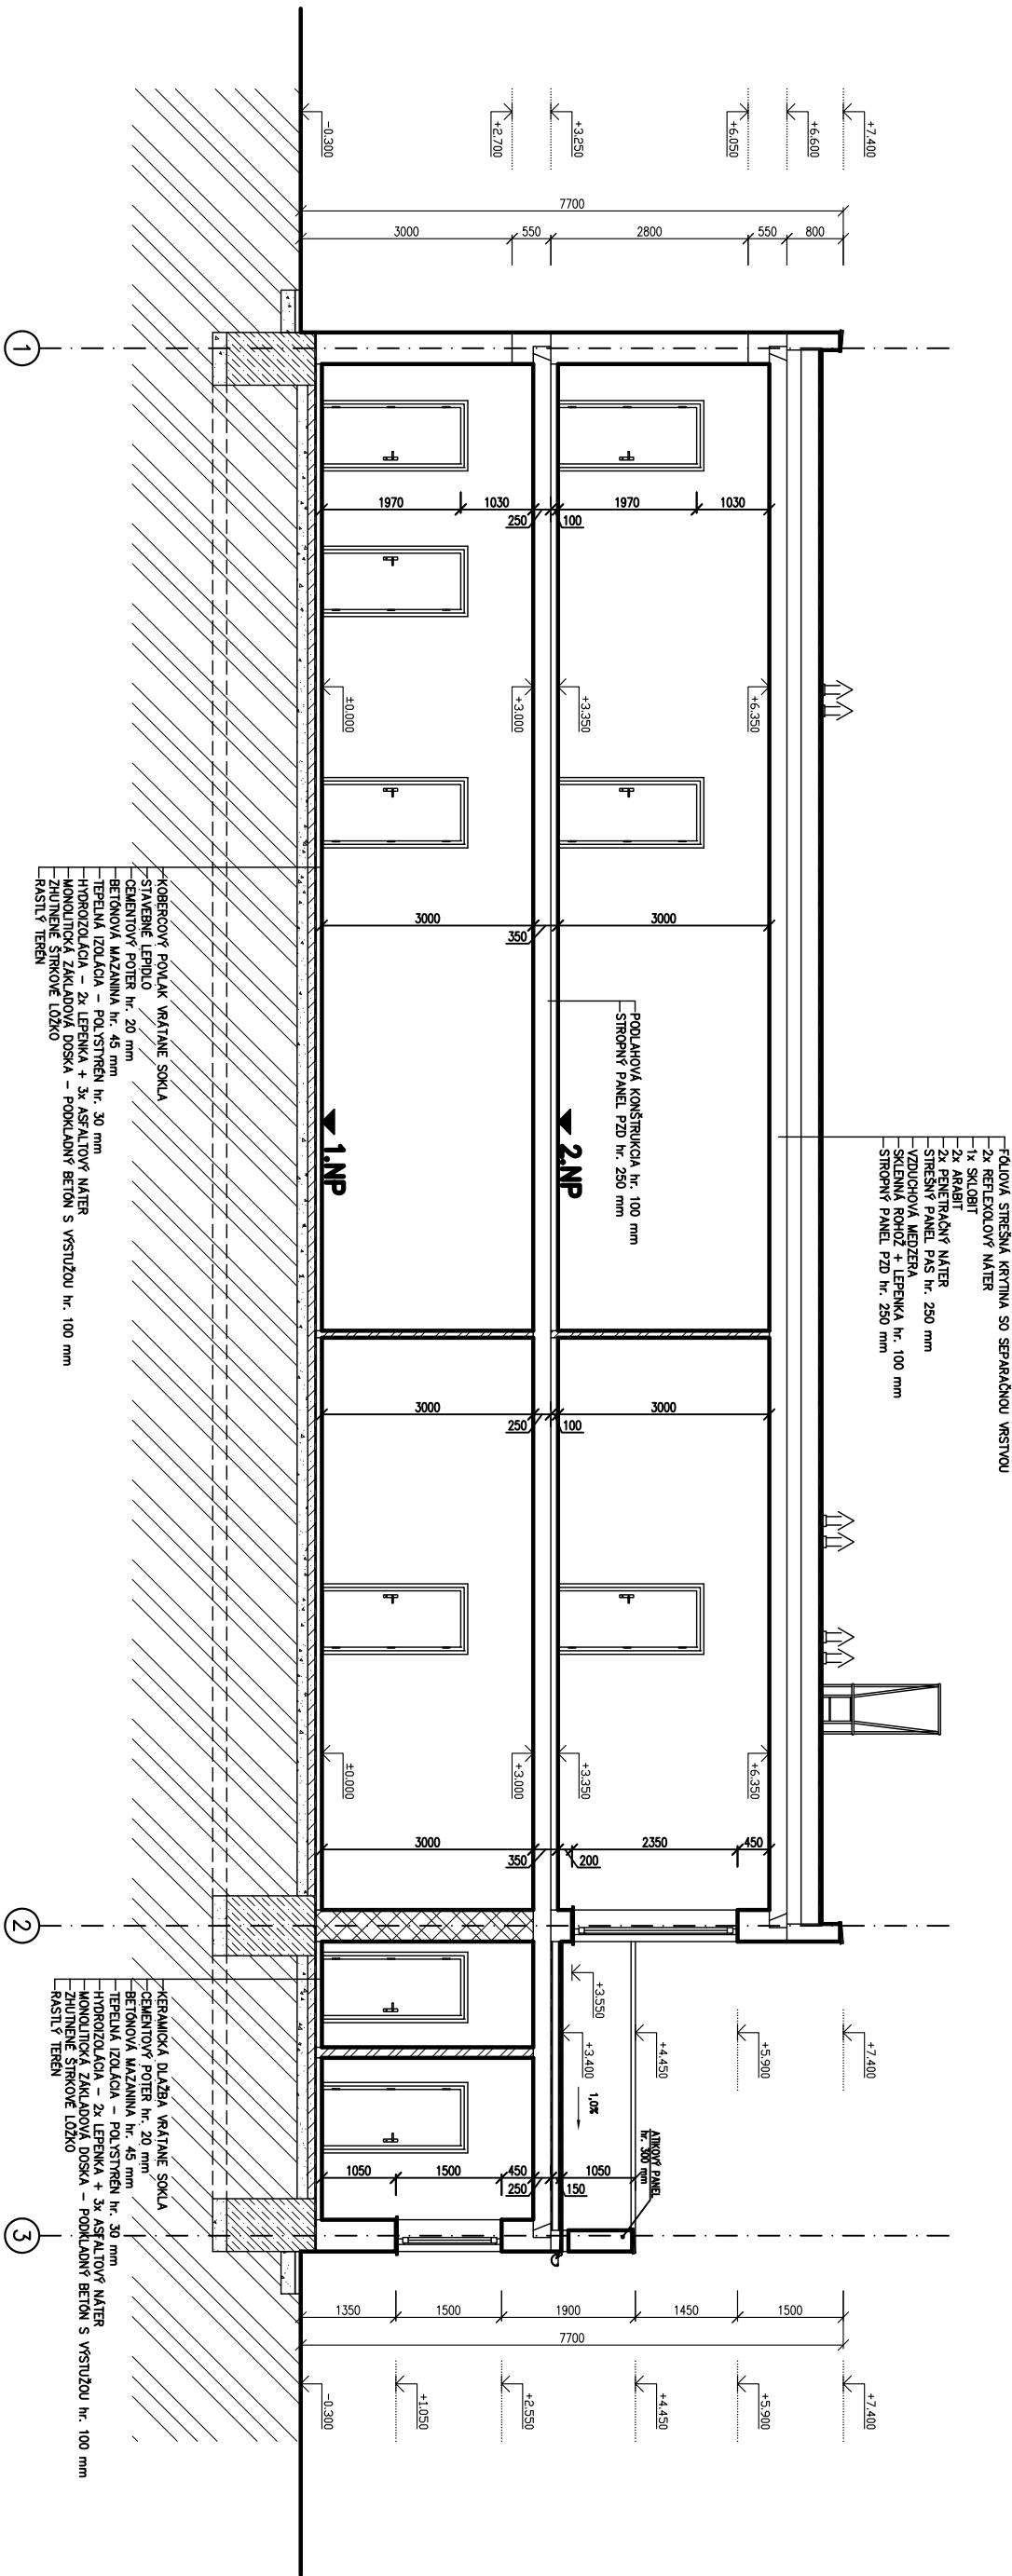 FÓLIOVÁ STREŠNÁ KRYTINA SO SEPARAČNOU VRSTVOU
2x REFLEXOLOVÝ NÁTER
1x SKLOBIT
2x ARABIT
2x PENETRAČNÝ NÁTER
STREŠNÝ PANEL PAS hr. 250 mm
VZDUCHOVÁ MEDZERA
SKLENNÁ ROHOŽ + LEPENKA hr. 100 mm
STROPNÝ PANEL PZD hr. 250 mm
+7.400
+6.600
+6.050
+3.250
+2.700
-0.300
7700
800
550
2800
550
3000
1030
1970
100
250
1030
1970
+6.350
+3.350
+3.000
±0.000
3000
350
3000
PODLAHOVÁ KONŠTRUKCIA hr. 100 mm
STROPNÝ PANEL PZD hr. 250 mm
2.NP
1.NP
3000
100
250
3000
+6.350
+3.350
+3.000
±0.000
450
2350
200
350
3000
+7.400
+5.900
+4.450
+3.550
+3.400
1,0%
ATIKOVÝ PANEL
hr. 300 mm
1050
150
250
450
1500
1050
1500
1450
1900
1500
1350
7700
+7.400
+5.900
+4.450
+2.550
+1.050
-0.300
KOBERCOVÝ POVLAK VRÁTANE SOKLA
STAVEBNÉ LEPIDLO
CEMENTOVÝ POTER hr. 20 mm
BETÓNOVÁ MAZANINA hr. 45 mm
TEPELNÁ IZOLÁCIA - POLYSTYRÉN hr. 30 mm
HYDROIZOLÁCIA - 2x LEPENKA + 3x ASFALTOVÝ NÁTER
MONOLITICKÁ ZÁKLADOVÁ DOSKA - PODKLADNÝ BETÓN S VÝSTUŽOU hr. 100 mm
ZHUTNENÉ ŠTRKOVÉ LÔŽKO
RASTLÝ TERÉN
KERAMICKÁ DLAŽBA VRÁTANE SOKLA
CEMENTOVÝ POTER hr. 20 mm
BETÓNOVÁ MAZANINA hr. 45 mm
TEPELNÁ IZOLÁCIA - POLYSTYRÉN hr. 30 mm
HYDROIZOLÁCIA - 2x LEPENKA + 3x ASFALTOVÝ NÁTER
MONOLITICKÁ ZÁKLADOVÁ DOSKA - PODKLADNÝ BETÓN S VÝSTUŽOU hr. 100 mm
ZHUTNENÉ ŠTRKOVÉ LÔŽKO
RASTLÝ TERÉN
1
2
3